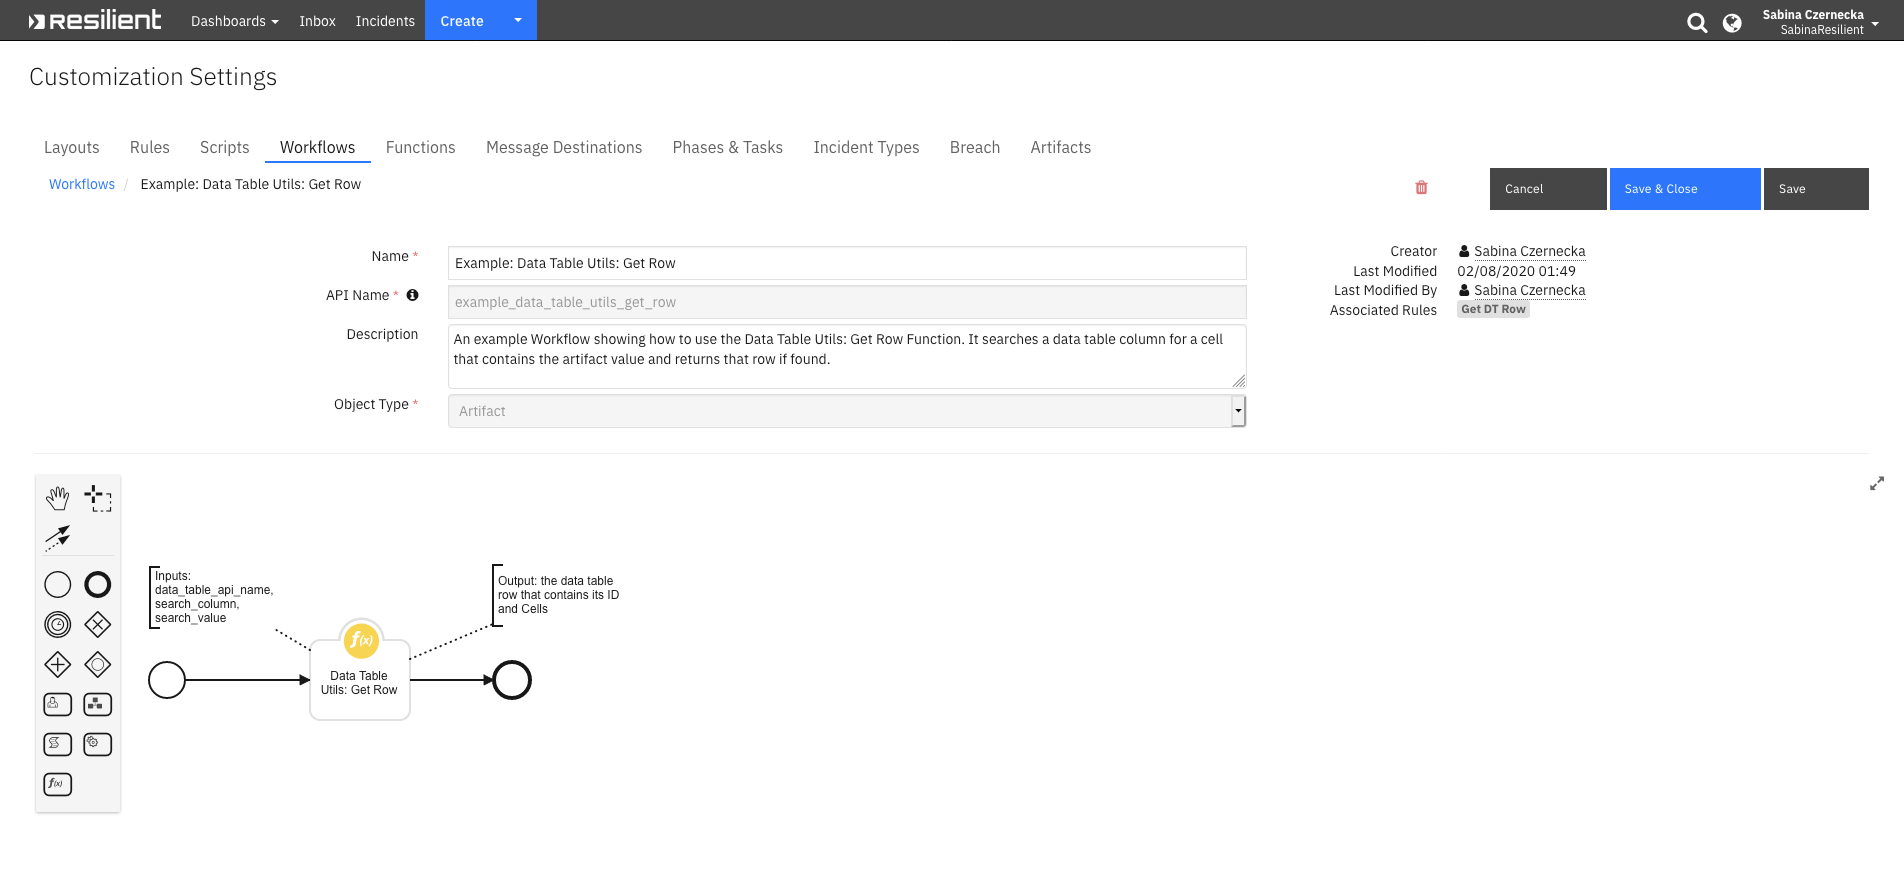 resilient
Dashboards
Inbox
Incidents
Create
Sabina Czernecka
SabinaResilient
Customization Settings
Layouts
Rules
Scripts
Workflows
Functions
Message Destinations
Phases & Tasks
Incident Types
Breach
Artifacts
Workflows / Example: Data Table Utils: Get Row
Cancel
Save & Close
Save
Name *
Example: Data Table Utils: Get Row
API Name *
example_data_table_utils_get_row
Description
An example Workflow showing how to use the Data Table Utils: Get Row Function. It searches a data table column for a cell
that contains the artifact value and returns that row if found.
Object Type *
Artifact
Creator
Sabina Czernecka
Last Modified
02/08/2020 01:49
Last Modified By
Sabina Czernecka
Associated Rules
Get DT Row
Inputs:
data_table_api_name,
search_column,
search_value
Output: the data table
row that contains its ID
and Cells
f(x)
Data Table
Utils: Get Row
f(x)